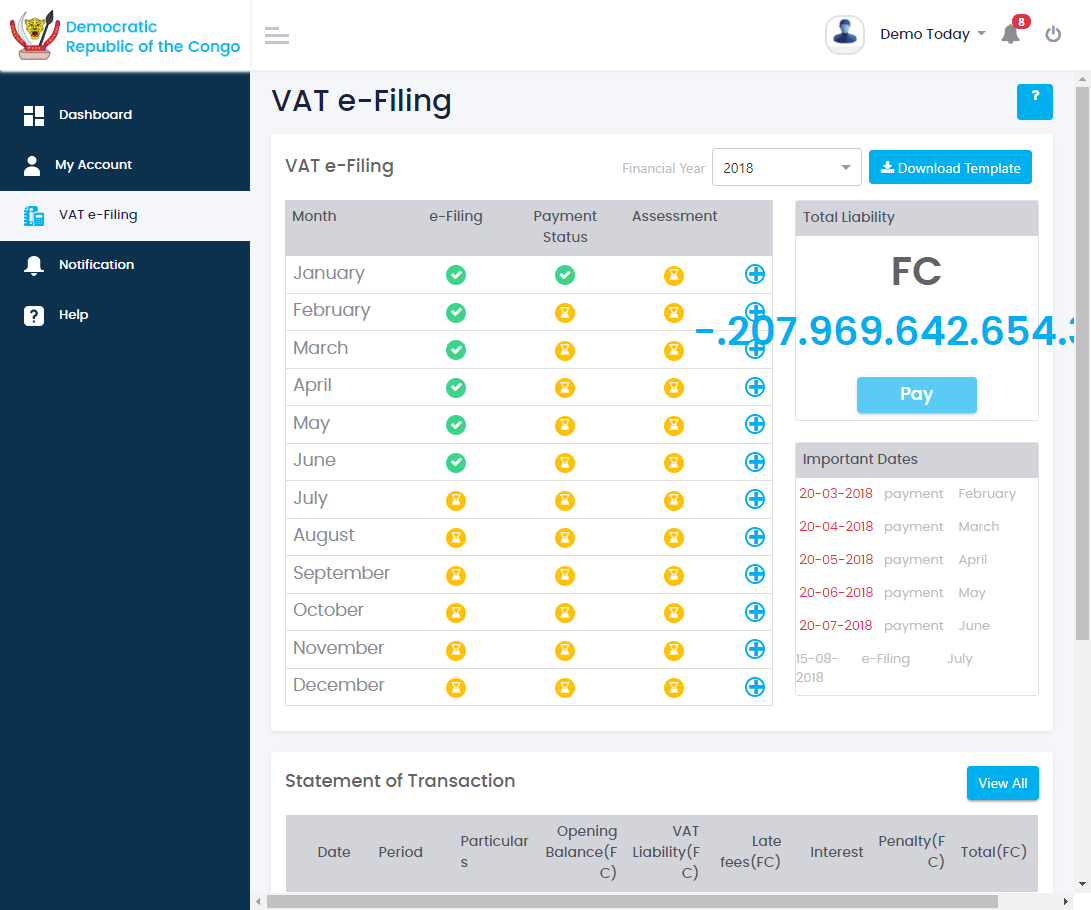 Democratic
Republic of the Congo
Demo Today
8
Dashboard
My Account
VAT e-Filing
Notification
Help
VAT e-Filing
?
VAT e-Filing
Financial Year
2018
Download Template
Month e-Filing Payment Status Assessment
January
February
March
April
May
June
July
August
September
October
November
December
Total Liability
FC
-.207.969.642.654.
Pay
Important Dates
20-03-2018 payment February
20-04-2018 payment March
20-05-2018 payment April
20-06-2018 payment May
20-07-2018 payment June
15-08-2018 e-Filing July
Statement of Transaction
View All
Date Period Particulars Opening Balance(FC) VAT Liability(FC) Late fees(FC) Interest Penalty(FC) Total(FC)